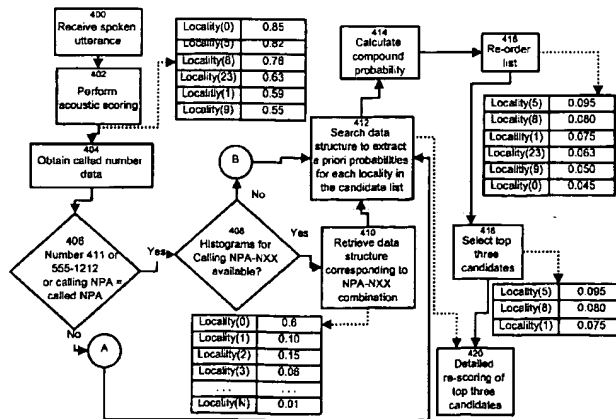 400
Receive spoken
utterance
402
Perform
acoustic scoring
404
Obtain called number
data
406
Number 411 or
555-1212
or calling NPA =
called NPA
Yes
No
A
B
No
408
Histograms for
Calling NPA-NXX
available?
Yes
410
Retrieve data
structure
corresponding to
NPA-NXX
combination
412
Search data
structure to extract
a priori probabilities
for each locality in
the candidate list
414
Calculate
compound
probability
416
Re-order
list
418
Select top
three
candidates
420
Detailed
re-scoring of
top three
candidates
Locality(0) 0.85
Locality(5) 0.82
Locality(8) 0.78
Locality(23) 0.63
Locality(1) 0.59
Locality(9) 0.55
Locality(0) 0.6
Locality(1) 0.10
Locality(2) 0.15
Locality(3) 0.06
.... ....
Locality(N) 0.01
Locality(5) 0.095
Locality(8) 0.080
Locality(1) 0.075
Locality(23) 0.063
Locality(9) 0.050
Locality(0) 0.045
Locality(5) 0.095
Locality(8) 0.080
Locality(1) 0.075